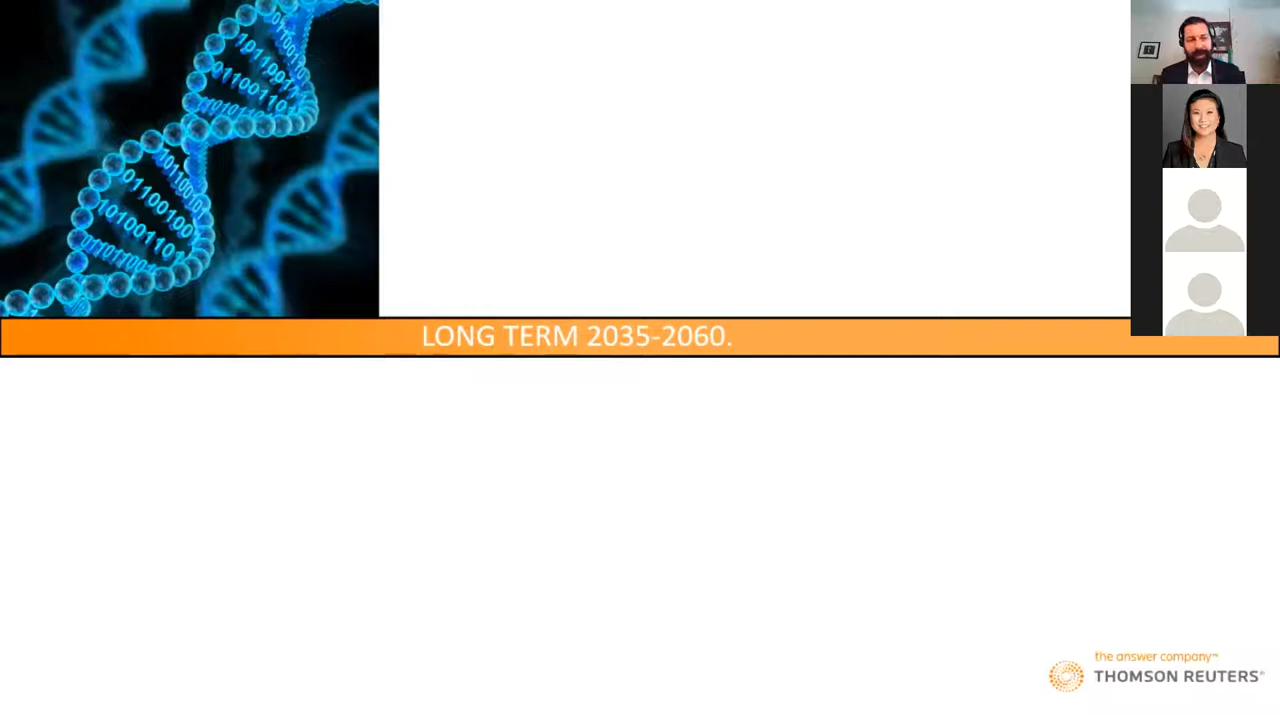 LONG TERM 2035-2060.
the answer company™
THOMSON REUTERS®